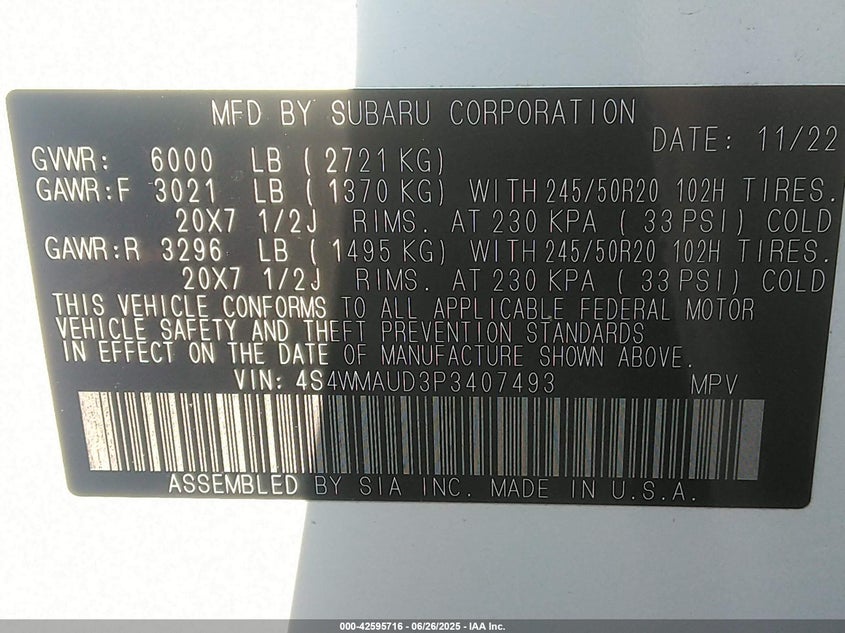 MFD BY SUBARU CORPORATION
DATE: 11/22
GVWR: 6000 LB ( 2721 KG)
GAWR:F 3021 LB ( 1370 KG) WITH 245/50R20 102H TIRES.
20X7 1/2J RIMS. AT 230 KPA ( 33 PSI) COLD
GAWR:R 3296 LB ( 1495 KG) WITH 245/50R20 102H TIRES.
20X7 1/2J RIMS. AT 230 KPA ( 33 PSI) COLD
THIS VEHICLE CONFORMS TO ALL APPLICABLE FEDERAL MOTOR
VEHICLE SAFETY AND THEFT PREVENTION STANDARDS
IN EFFECT ON THE DATE OF MANUFACTURE SHOWN ABOVE.
VIN: 4S4WMAUD3P3407493 MPV
ASSEMBLED BY SIA INC. MADE IN U.S.A.
000-42595716 - 06/26/2025 - IAA Inc.